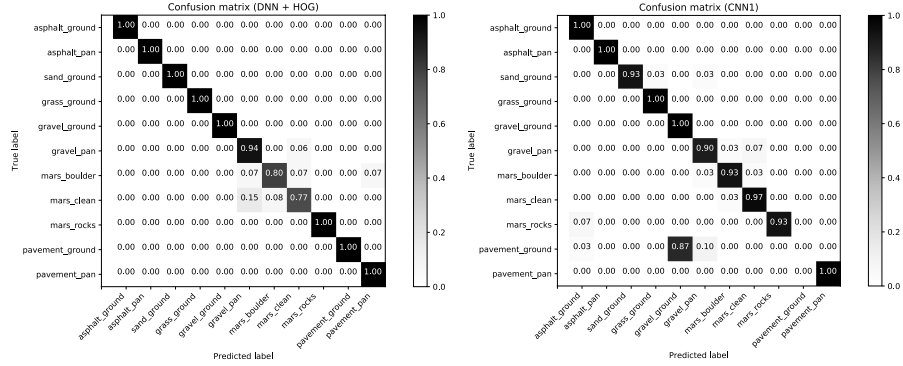 Confusion matrix (DNN + HOG)
True label
asphalt_ground 1.00 0.00 0.00 0.00 0.00 0.00 0.00 0.00 0.00 0.00 0.00
asphalt_pan 0.00 1.00 0.00 0.00 0.00 0.00 0.00 0.00 0.00 0.00 0.00
sand_ground 0.00 0.00 1.00 0.00 0.00 0.00 0.00 0.00 0.00 0.00 0.00
grass_ground 0.00 0.00 0.00 1.00 0.00 0.00 0.00 0.00 0.00 0.00 0.00
gravel_ground 0.00 0.00 0.00 0.00 1.00 0.00 0.00 0.00 0.00 0.00 0.00
gravel_pan 0.00 0.00 0.00 0.00 0.00 0.94 0.00 0.06 0.00 0.00 0.00
mars_boulder 0.00 0.00 0.00 0.00 0.00 0.07 0.80 0.07 0.00 0.00 0.07
mars_clean 0.00 0.00 0.00 0.00 0.00 0.15 0.08 0.77 0.00 0.00 0.00
mars_rocks 0.00 0.00 0.00 0.00 0.00 0.00 0.00 0.00 1.00 0.00 0.00
pavement_ground 0.00 0.00 0.00 0.00 0.00 0.00 0.00 0.00 0.00 1.00 0.00
pavement_pan 0.00 0.00 0.00 0.00 0.00 0.00 0.00 0.00 0.00 0.00 1.00
asphalt_ground asphalt_pan sand_ground grass_ground gravel_ground gravel_pan mars_boulder mars_clean mars_rocks pavement_ground pavement_pan
Predicted label
1.0
0.8
0.6
0.4
0.2
0.0
Confusion matrix (CNN1)
True label
asphalt_ground 1.00 0.00 0.00 0.00 0.00 0.00 0.00 0.00 0.00 0.00 0.00
asphalt_pan 0.00 1.00 0.00 0.00 0.00 0.00 0.00 0.00 0.00 0.00 0.00
sand_ground 0.00 0.00 0.93 0.03 0.00 0.03 0.00 0.00 0.00 0.00 0.00
grass_ground 0.00 0.00 0.00 1.00 0.00 0.00 0.00 0.00 0.00 0.00 0.00
gravel_ground 0.00 0.00 0.00 0.00 1.00 0.00 0.00 0.00 0.00 0.00 0.00
gravel_pan 0.00 0.00 0.00 0.00 0.00 0.90 0.03 0.07 0.00 0.00 0.00
mars_boulder 0.00 0.00 0.00 0.00 0.00 0.03 0.93 0.03 0.00 0.00 0.00
mars_clean 0.00 0.00 0.00 0.00 0.00 0.00 0.03 0.97 0.00 0.00 0.00
mars_rocks 0.07 0.00 0.00 0.00 0.00 0.00 0.00 0.00 0.93 0.00 0.00
pavement_ground 0.03 0.00 0.00 0.00 0.87 0.10 0.00 0.00 0.00 0.00 0.00
pavement_pan 0.00 0.00 0.00 0.00 0.00 0.00 0.00 0.00 0.00 0.00 1.00
asphalt_ground asphalt_pan sand_ground grass_ground gravel_ground gravel_pan mars_boulder mars_clean mars_rocks pavement_ground pavement_pan
Predicted label
1.0
0.8
0.6
0.4
0.2
0.0